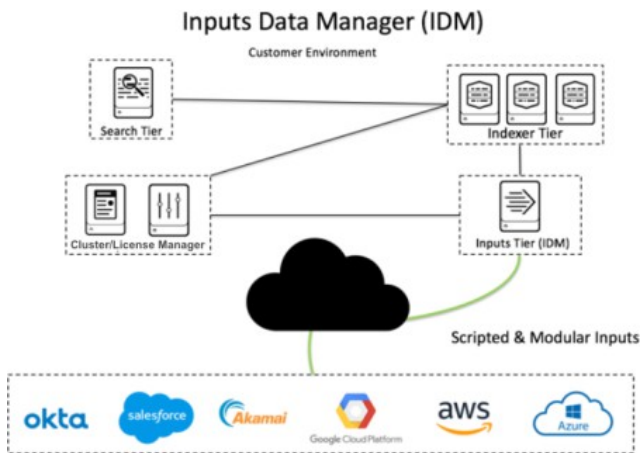 Inputs Data Manager (IDM)
Customer Environment
Search Tier
Indexer Tier
Cluster/License Manager
Inputs Tier (IDM)
Scripted & Modular Inputs
okta
salesforce
Akamai
Google Cloud Platform
aws
Azure